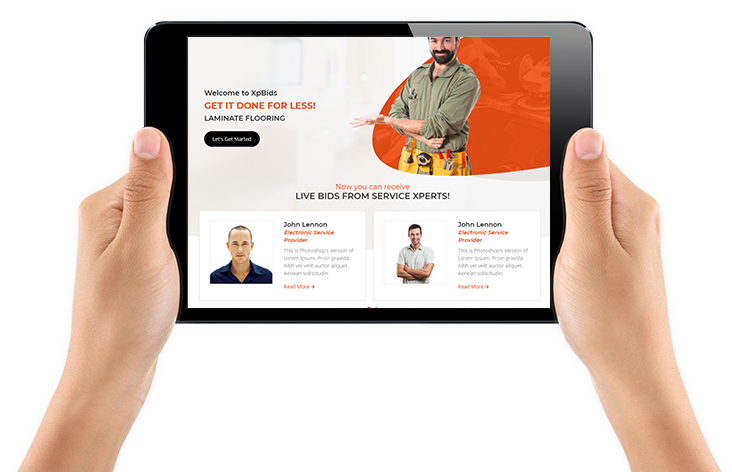 Welcome to XpBids
GET IT DONE FOR LESS!
LAMINATE FLOORING
Let's Get Started
Now you can receive
LIVE BIDS FROM SERVICE XPERTS!
John Lennon
Electronic Service
Provider
This is Photoshop's version of
Lorem Ipsum. Proin gravida
nibh vel velit auctor aliquet.
Aenean sollicitudin
Read More →
John Lennon
Electronic Service
Provider
This is Photoshop's version of
Lorem Ipsum. Proin gravida
nibh vel velit auctor aliquet.
Aenean sollicitudin
Read More →